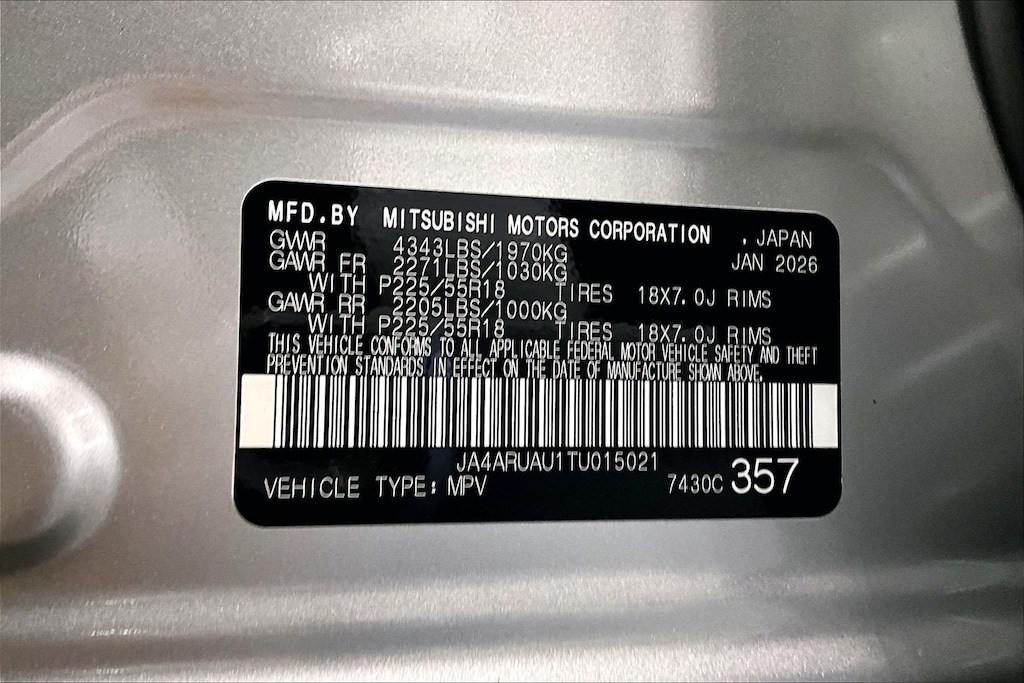 MFD.BY MITSUBISHI MOTORS CORPORATION , JAPAN
GVWR 4343LBS/1970KG JAN 2026
GAWR FR 2271LBS/1030KG
WITH P225/55R18 TIRES 18X7.0J RIMS
GAWR RR 2205LBS/1000KG
WITH P225/55R18 TIRES 18X7.0J RIMS
THIS VEHICLE CONFORMS TO ALL APPLICABLE FEDERAL MOTOR VEHICLE SAFETY AND THEFT
PREVENTION STANDARDS IN EFFECT ON THE DATE OF MANUFACTURE SHOWN ABOVE.
JA4ARUAU1TU015021
VEHICLE TYPE: MPV 7430C 357